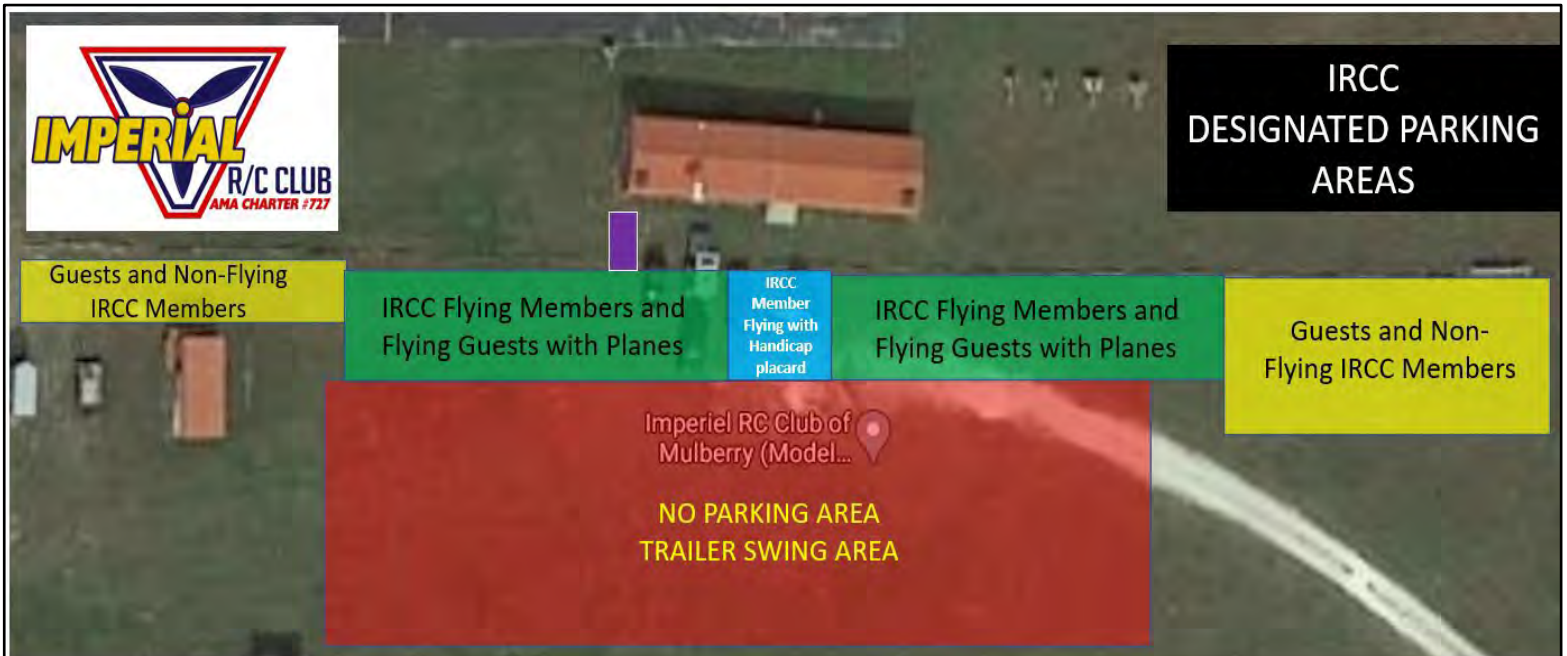 IMPERIAL
R/C CLUB
AMA CHARTER #727
IRCC
DESIGNATED PARKING
AREAS
Guests and Non-Flying
IRCC Members
IRCC Flying Members and
Flying Guests with Planes
IRCC
Member
Flying with
Handicap
placard
IRCC Flying Members and
Flying Guests with Planes
Guests and Non-
Flying IRCC Members
Imperiel RC Club of
Mulberry (Model...
NO PARKING AREA
TRAILER SWING AREA